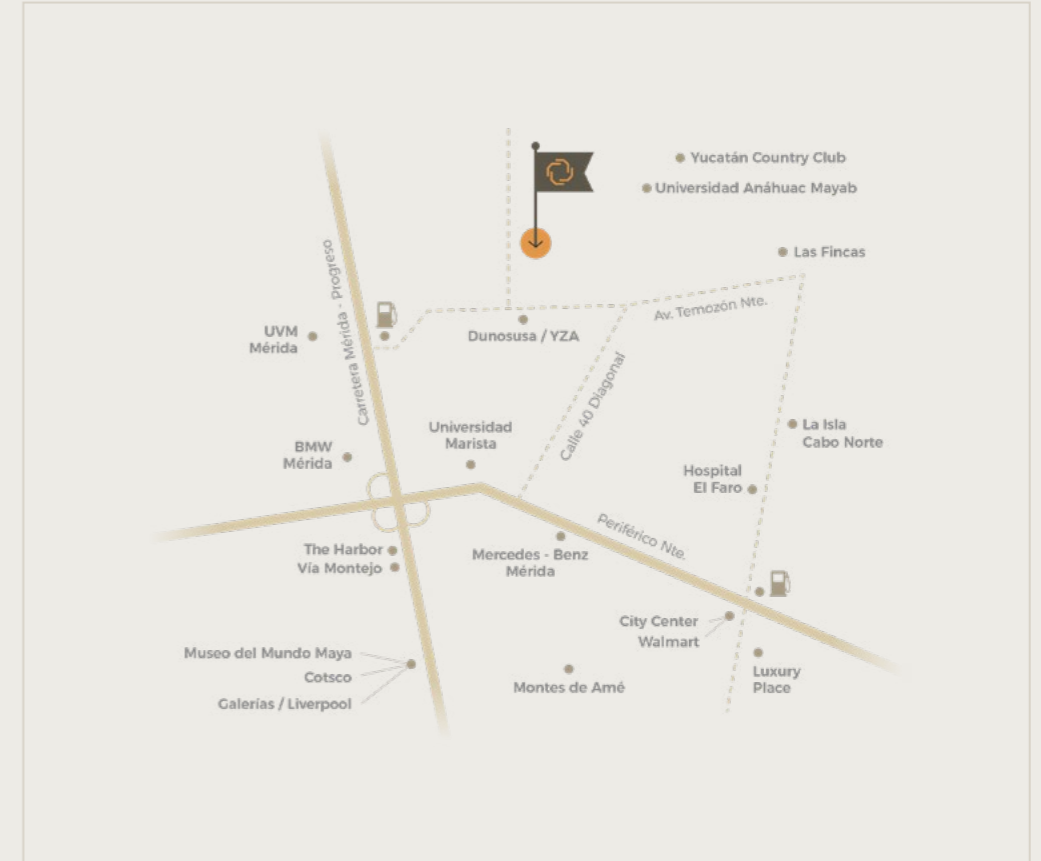 Yucatán Country Club
Universidad Anáhuac Mayab
Las Fincas
Carretera Mérida - Progreso
Av. Temozón Nte.
UVM
Mérida
Dunosusa / YZA
Calle 40 Diagonal
Universidad
Marista
La Isla
Cabo Norte
BMW
Mérida
Hospital
El Faro
Periférico Nte.
The Harbor
Vía Montejo
Mercedes - Benz
Mérida
City Center
Walmart
Museo del Mundo Maya
Cotsco
Galerías / Liverpool
Montes de Amé
Luxury
Place